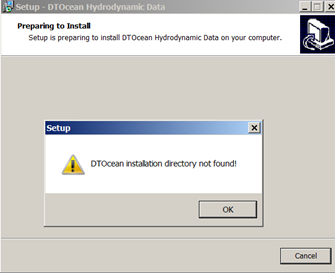 Setup - DTOcean Hydrodynamic Data
Preparing to Install
Setup is preparing to install DTOcean Hydrodynamic Data on your computer.
Setup
DTOcean installation directory not found!
OK
Cancel